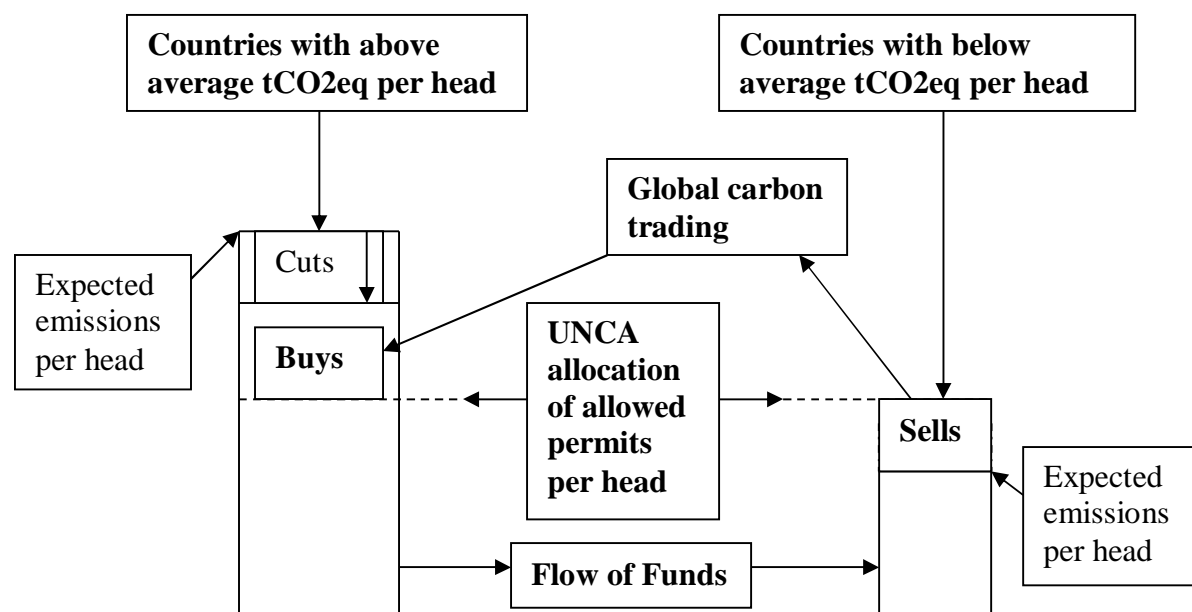 Countries with above
average tCO2eq per head
Countries with below
average tCO2eq per head
Global carbon
trading
Expected
emissions
per head
Cuts
Buys
UNCA
allocation
of allowed
permits
per head
Sells
Expected
emissions
per head
Flow of Funds